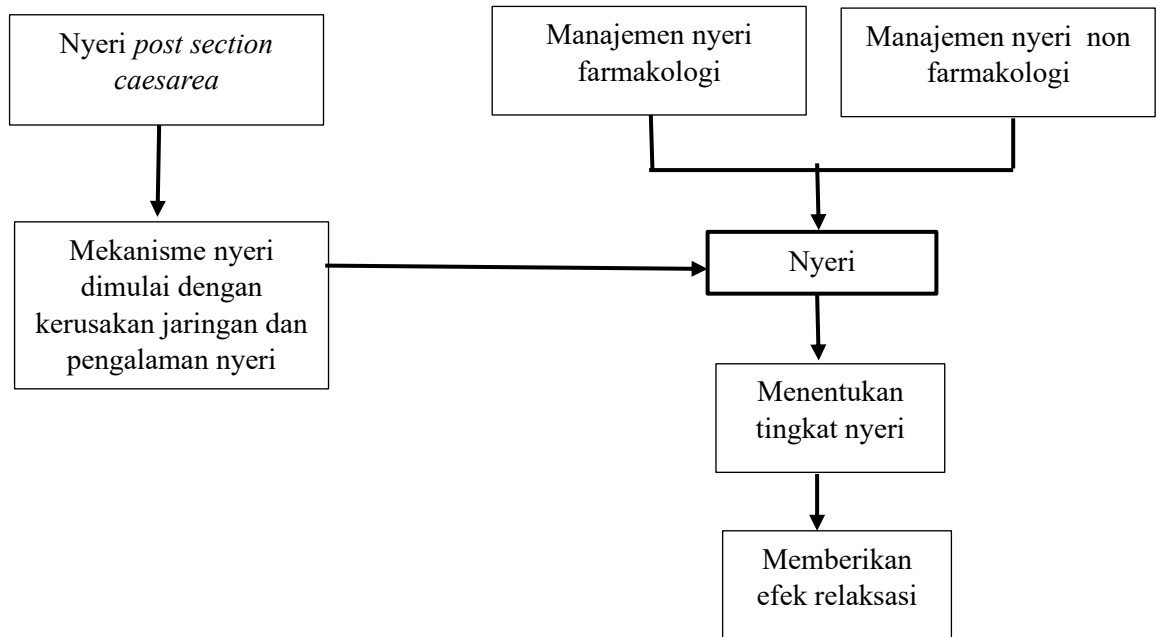 Nyeri post section
caesarea
Manajemen nyeri
farmakologi
Manajemen nyeri  non
farmakologi
Mekanisme nyeri
dimulai dengan
kerusakan jaringan dan
pengalaman nyeri
Nyeri
Menentukan
tingkat nyeri
Memberikan
efek relaksasi